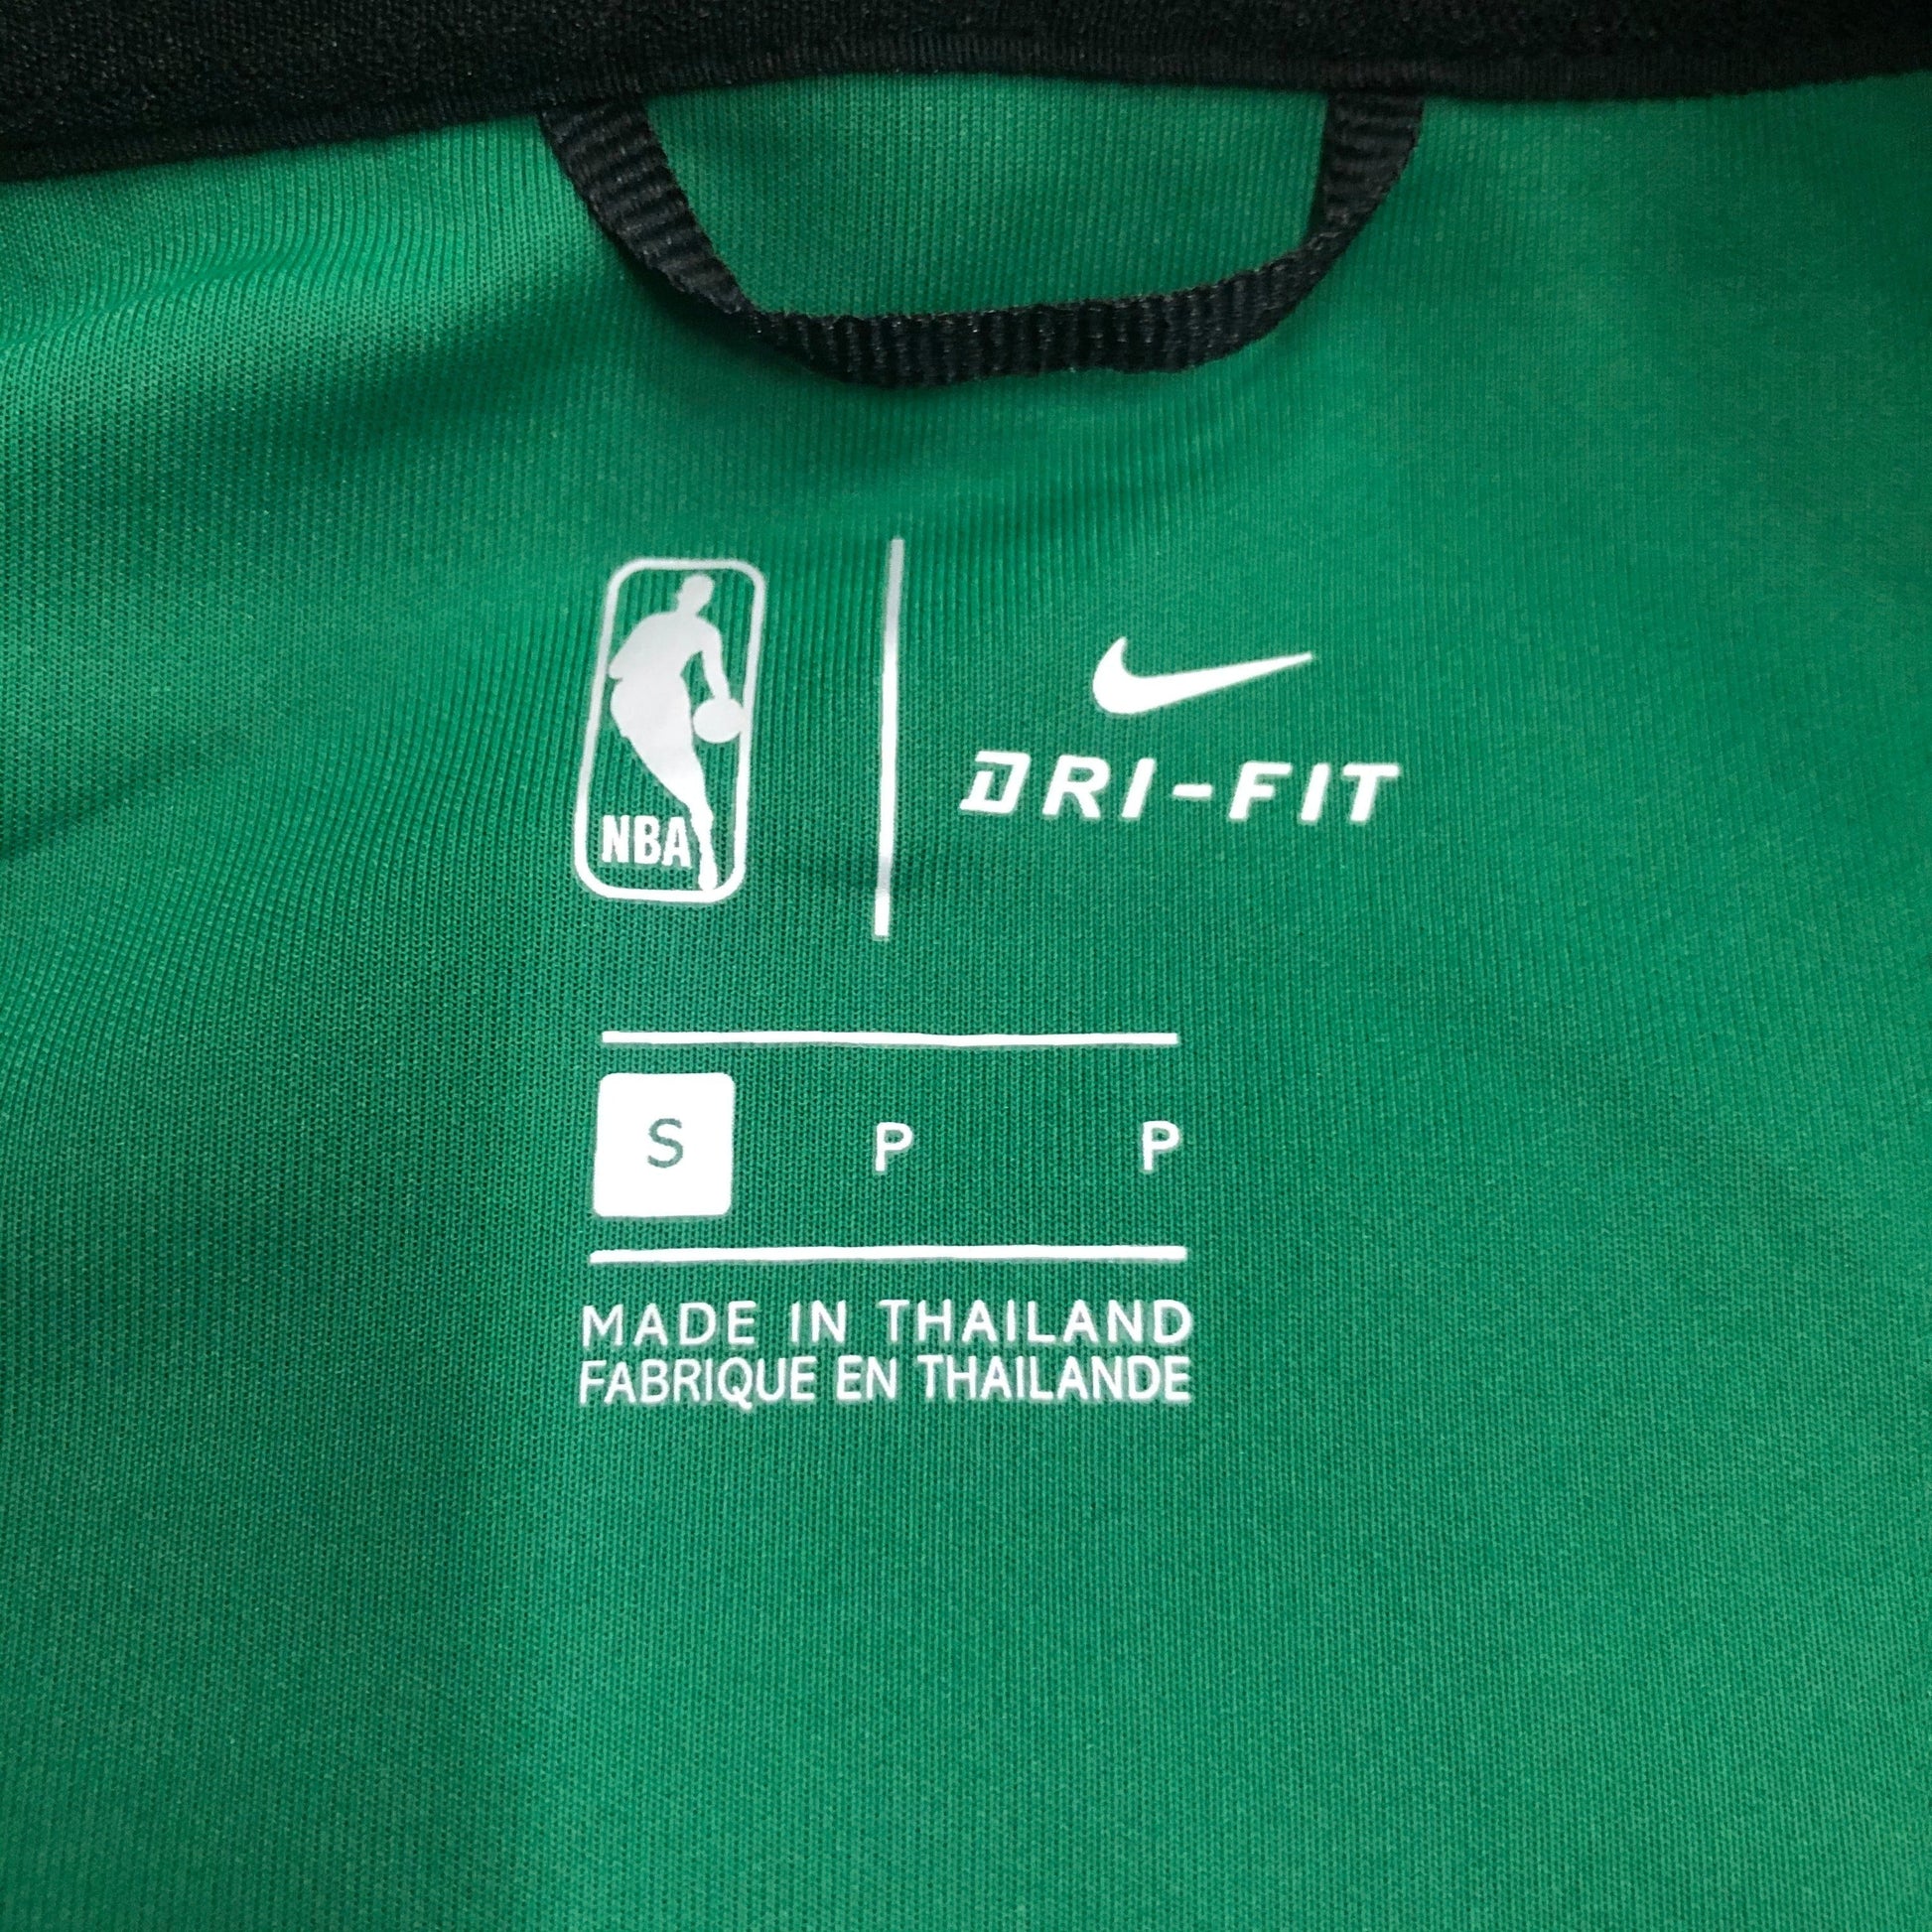 NBA
DRI-FIT
S P P
MADE IN THAILAND
FABRIQUE EN THAILANDE